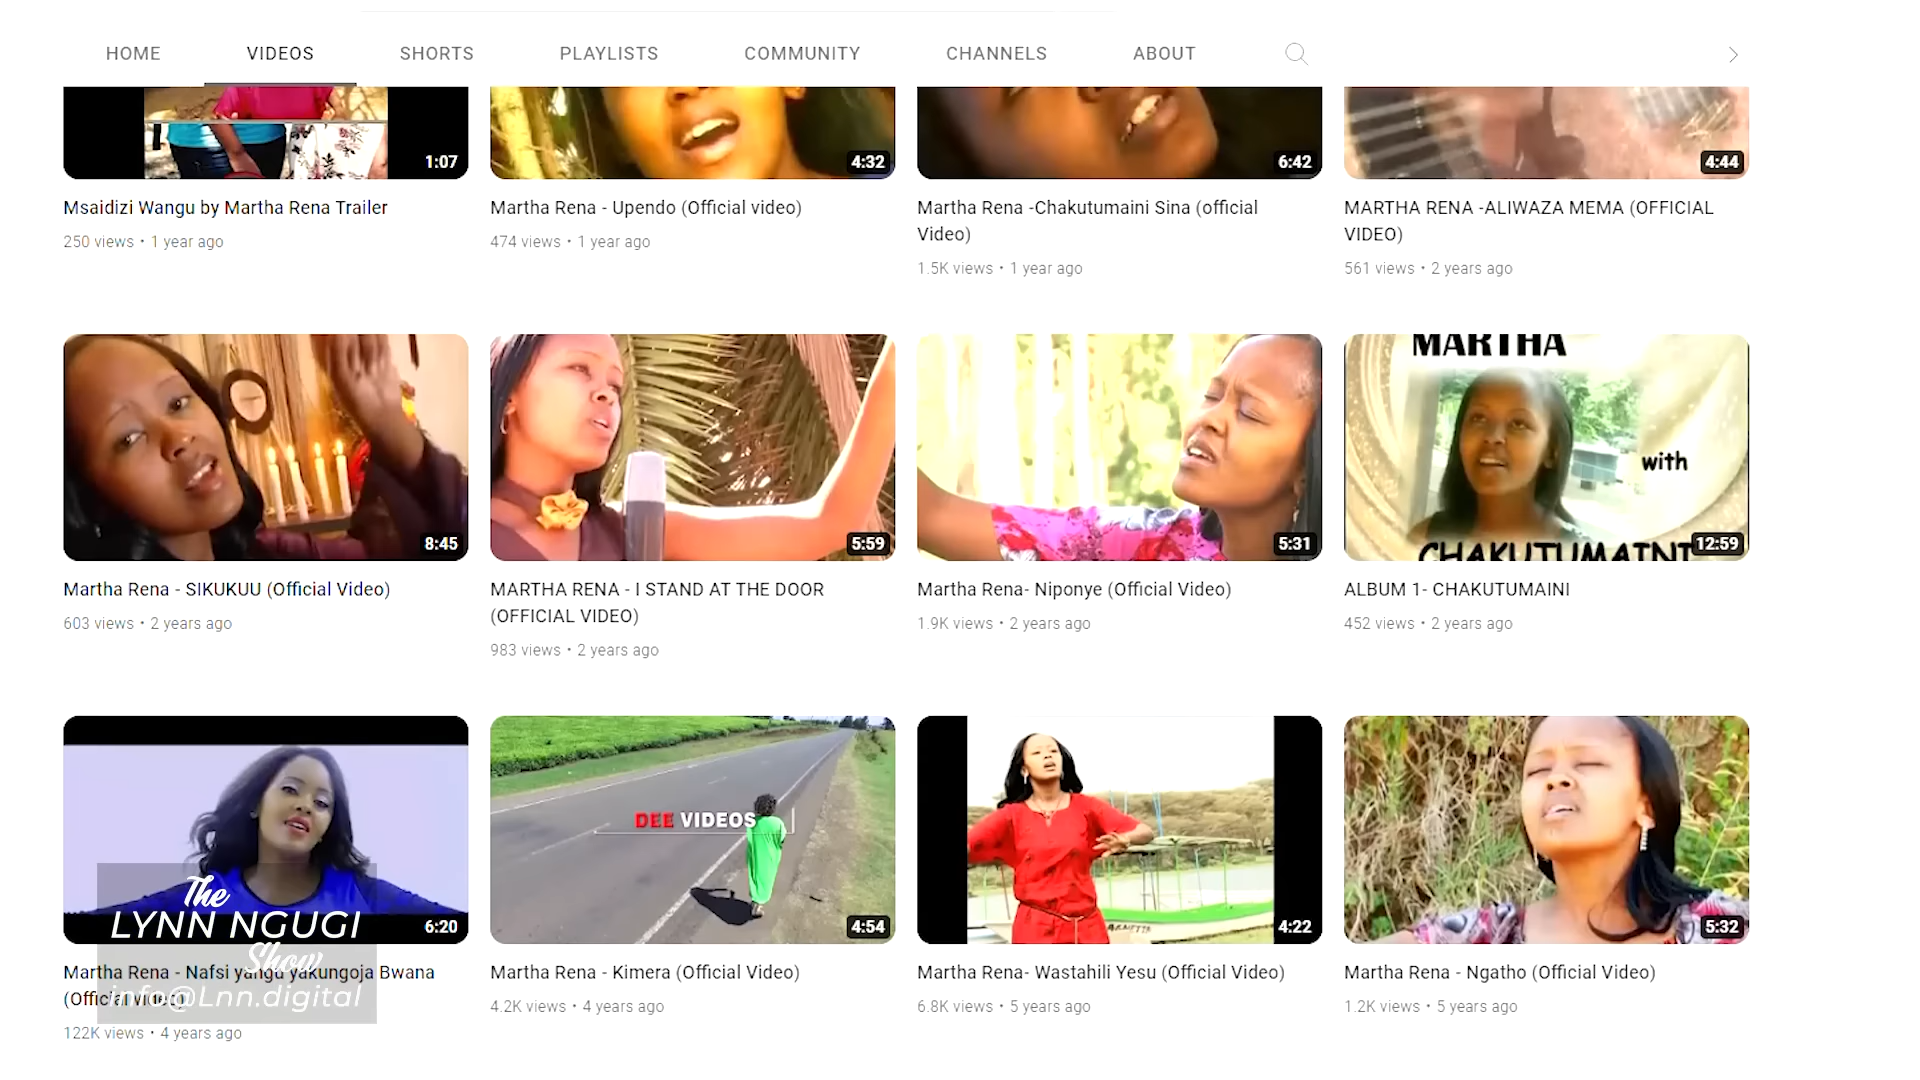 HOME VIDEOS SHORTS PLAYLISTS COMMUNITY CHANNELS ABOUT
1:07
4:32
6:42
4:44
Msaidizi Wangu by Martha Rena Trailer
250 views • 1 year ago
Martha Rena - Upendo (Official video)
474 views • 1 year ago
Martha Rena -Chakutumaini Sina (official
Video)
1.5K views • 1 year ago
MARTHA RENA -ALIWAZA MEMA (OFFICIAL
VIDEO)
561 views • 2 years ago
8:45
5:59
5:31
MARTHA
with
CHAKUTUMAINI
12:59
Martha Rena - SIKUKUU (Official Video)
603 views • 2 years ago
MARTHA RENA - I STAND AT THE DOOR
(OFFICIAL VIDEO)
983 views • 2 years ago
Martha Rena- Niponye (Official Video)
1.9K views • 2 years ago
ALBUM 1- CHAKUTUMAINI
452 views • 2 years ago
6:20
DEE VIDEOS
4:54
4:22
5:32
Martha Rena - Nafsi yangu yakungoja Bwana
(Official video)
122K views • 4 years ago
Martha Rena - Kimera (Official Video)
4.2K views • 4 years ago
Martha Rena- Wastahili Yesu (Official Video)
6.8K views • 5 years ago
Martha Rena - Ngatho (Official Video)
1.2K views • 5 years ago
The
LYNN NGUGI
Show
info@Lnn.digital